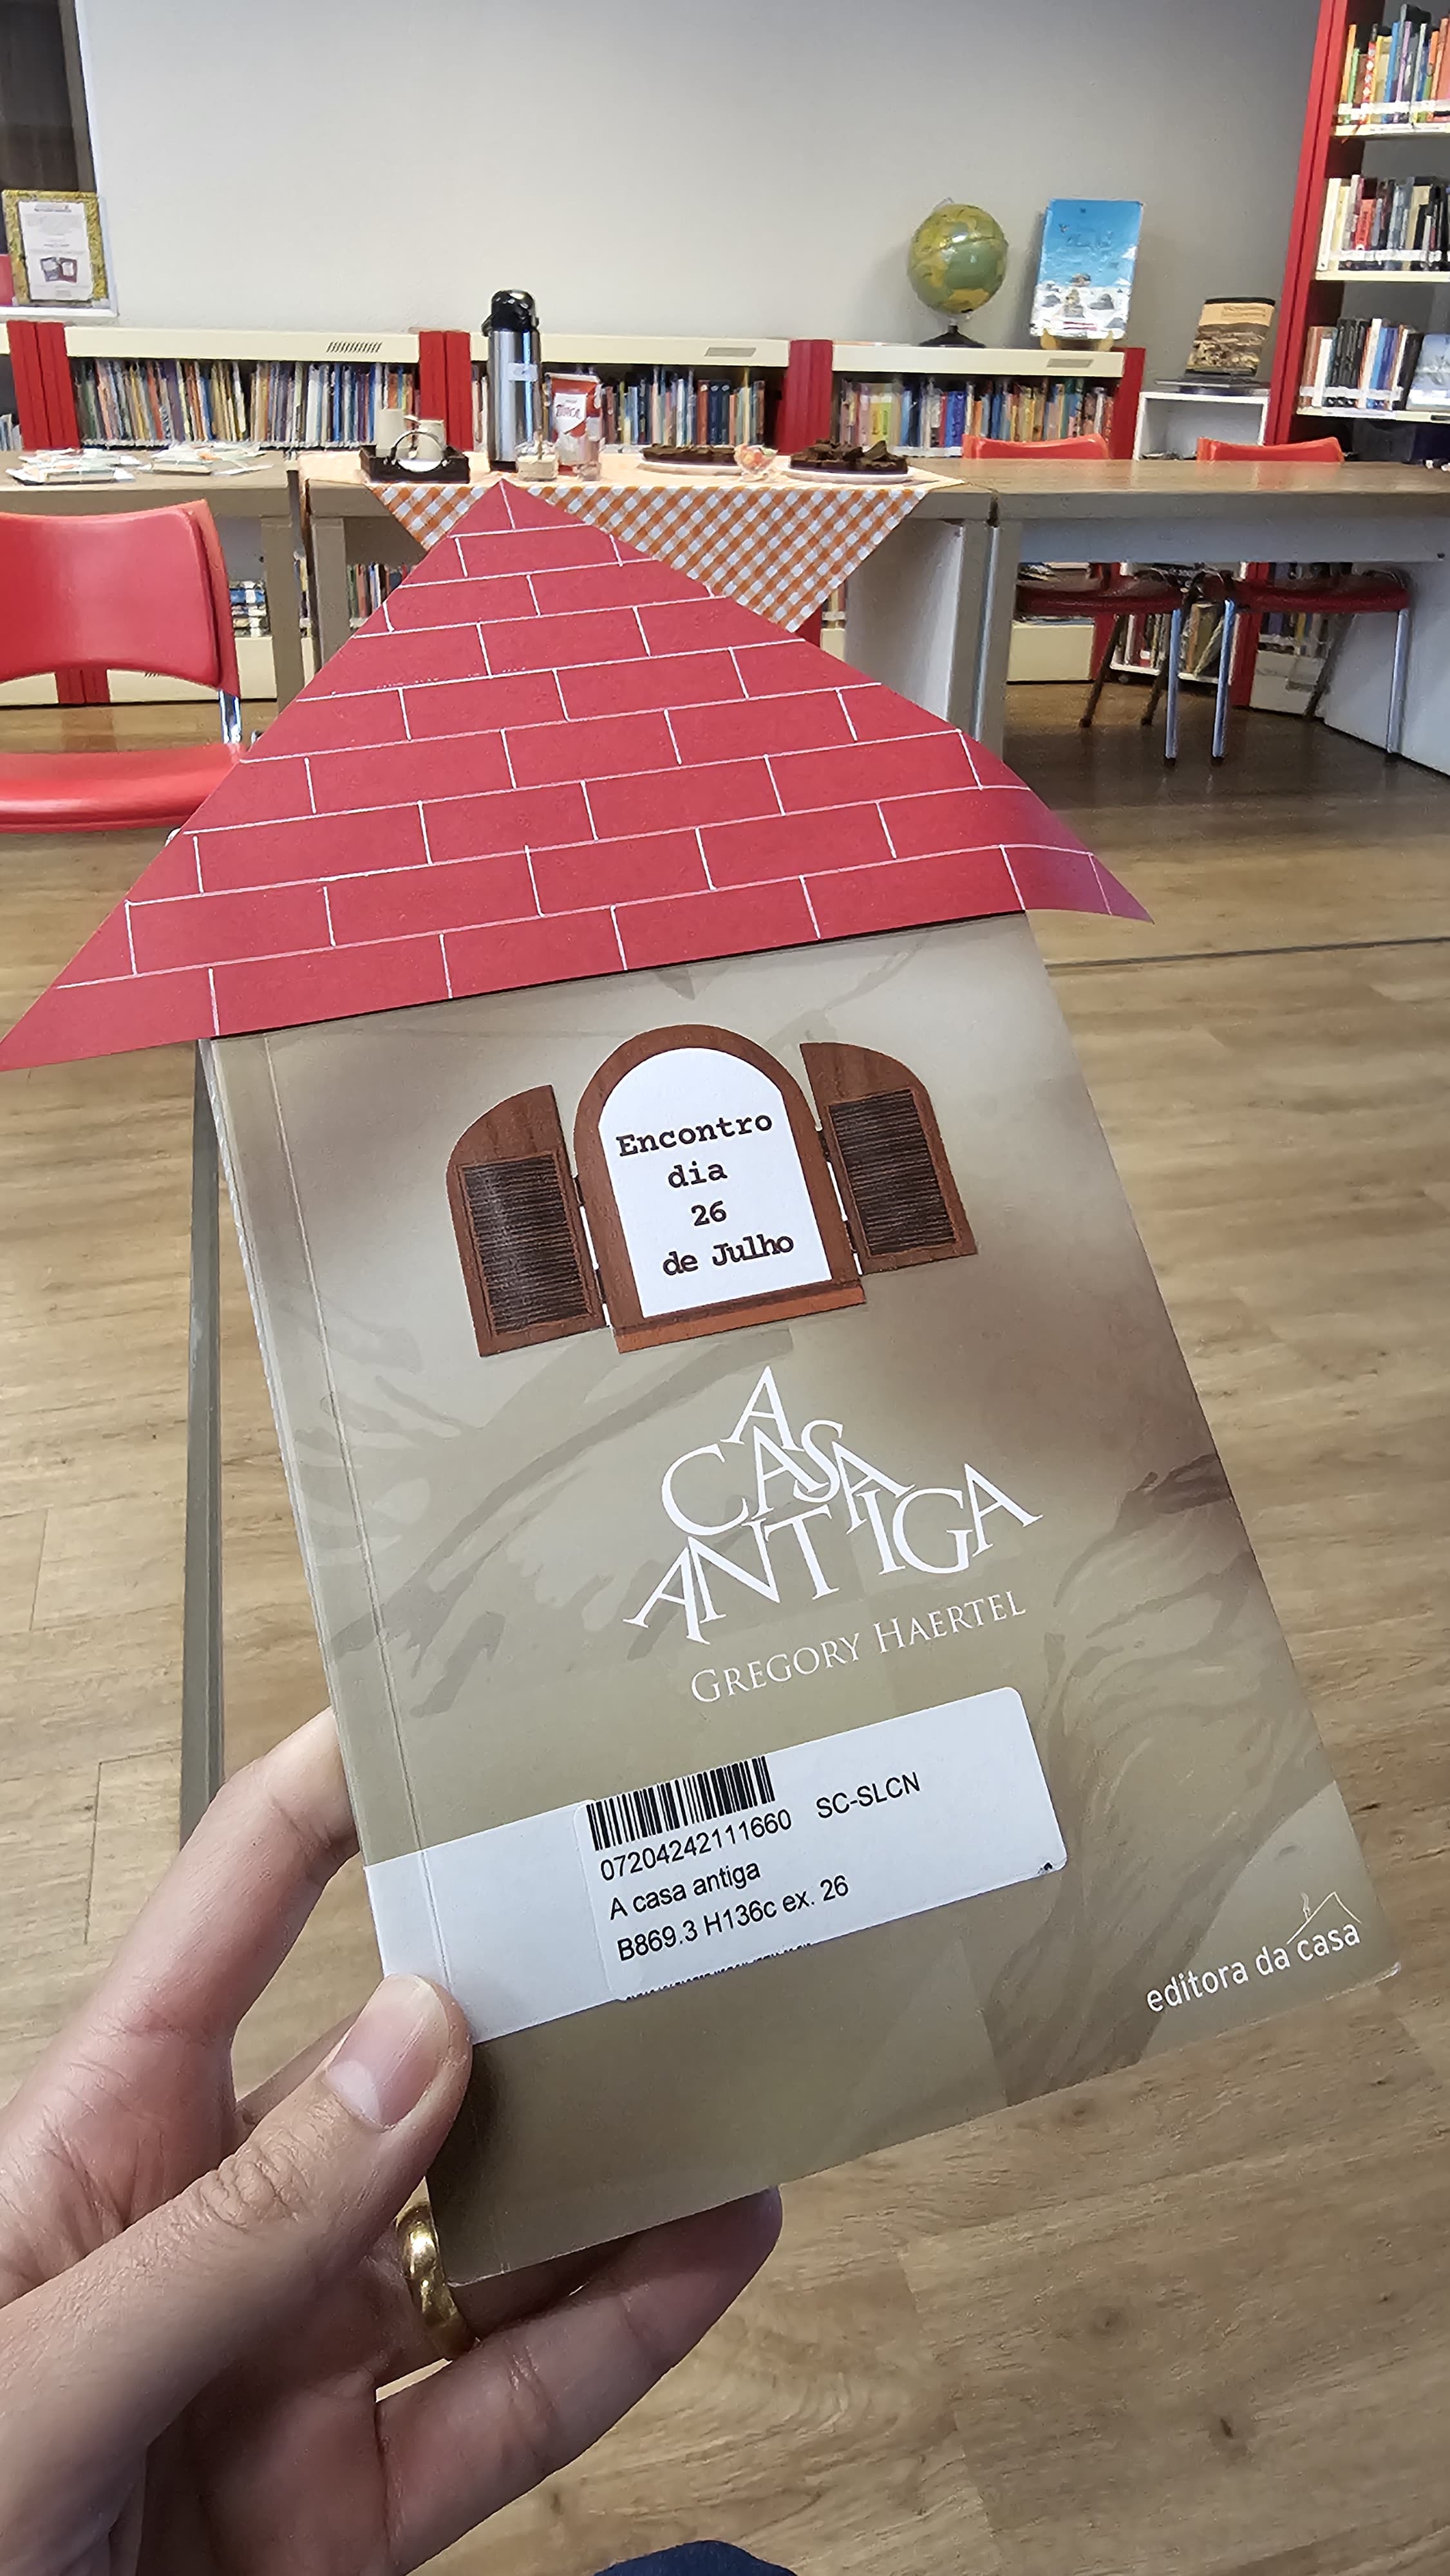 Encontro
dia
26
de Julho
A
CASA
ANTIGA
GREGORY HAERTEL
07204242111660 SC-SLCN
A casa antiga
B869.3 H136c ex. 26
editora da casa